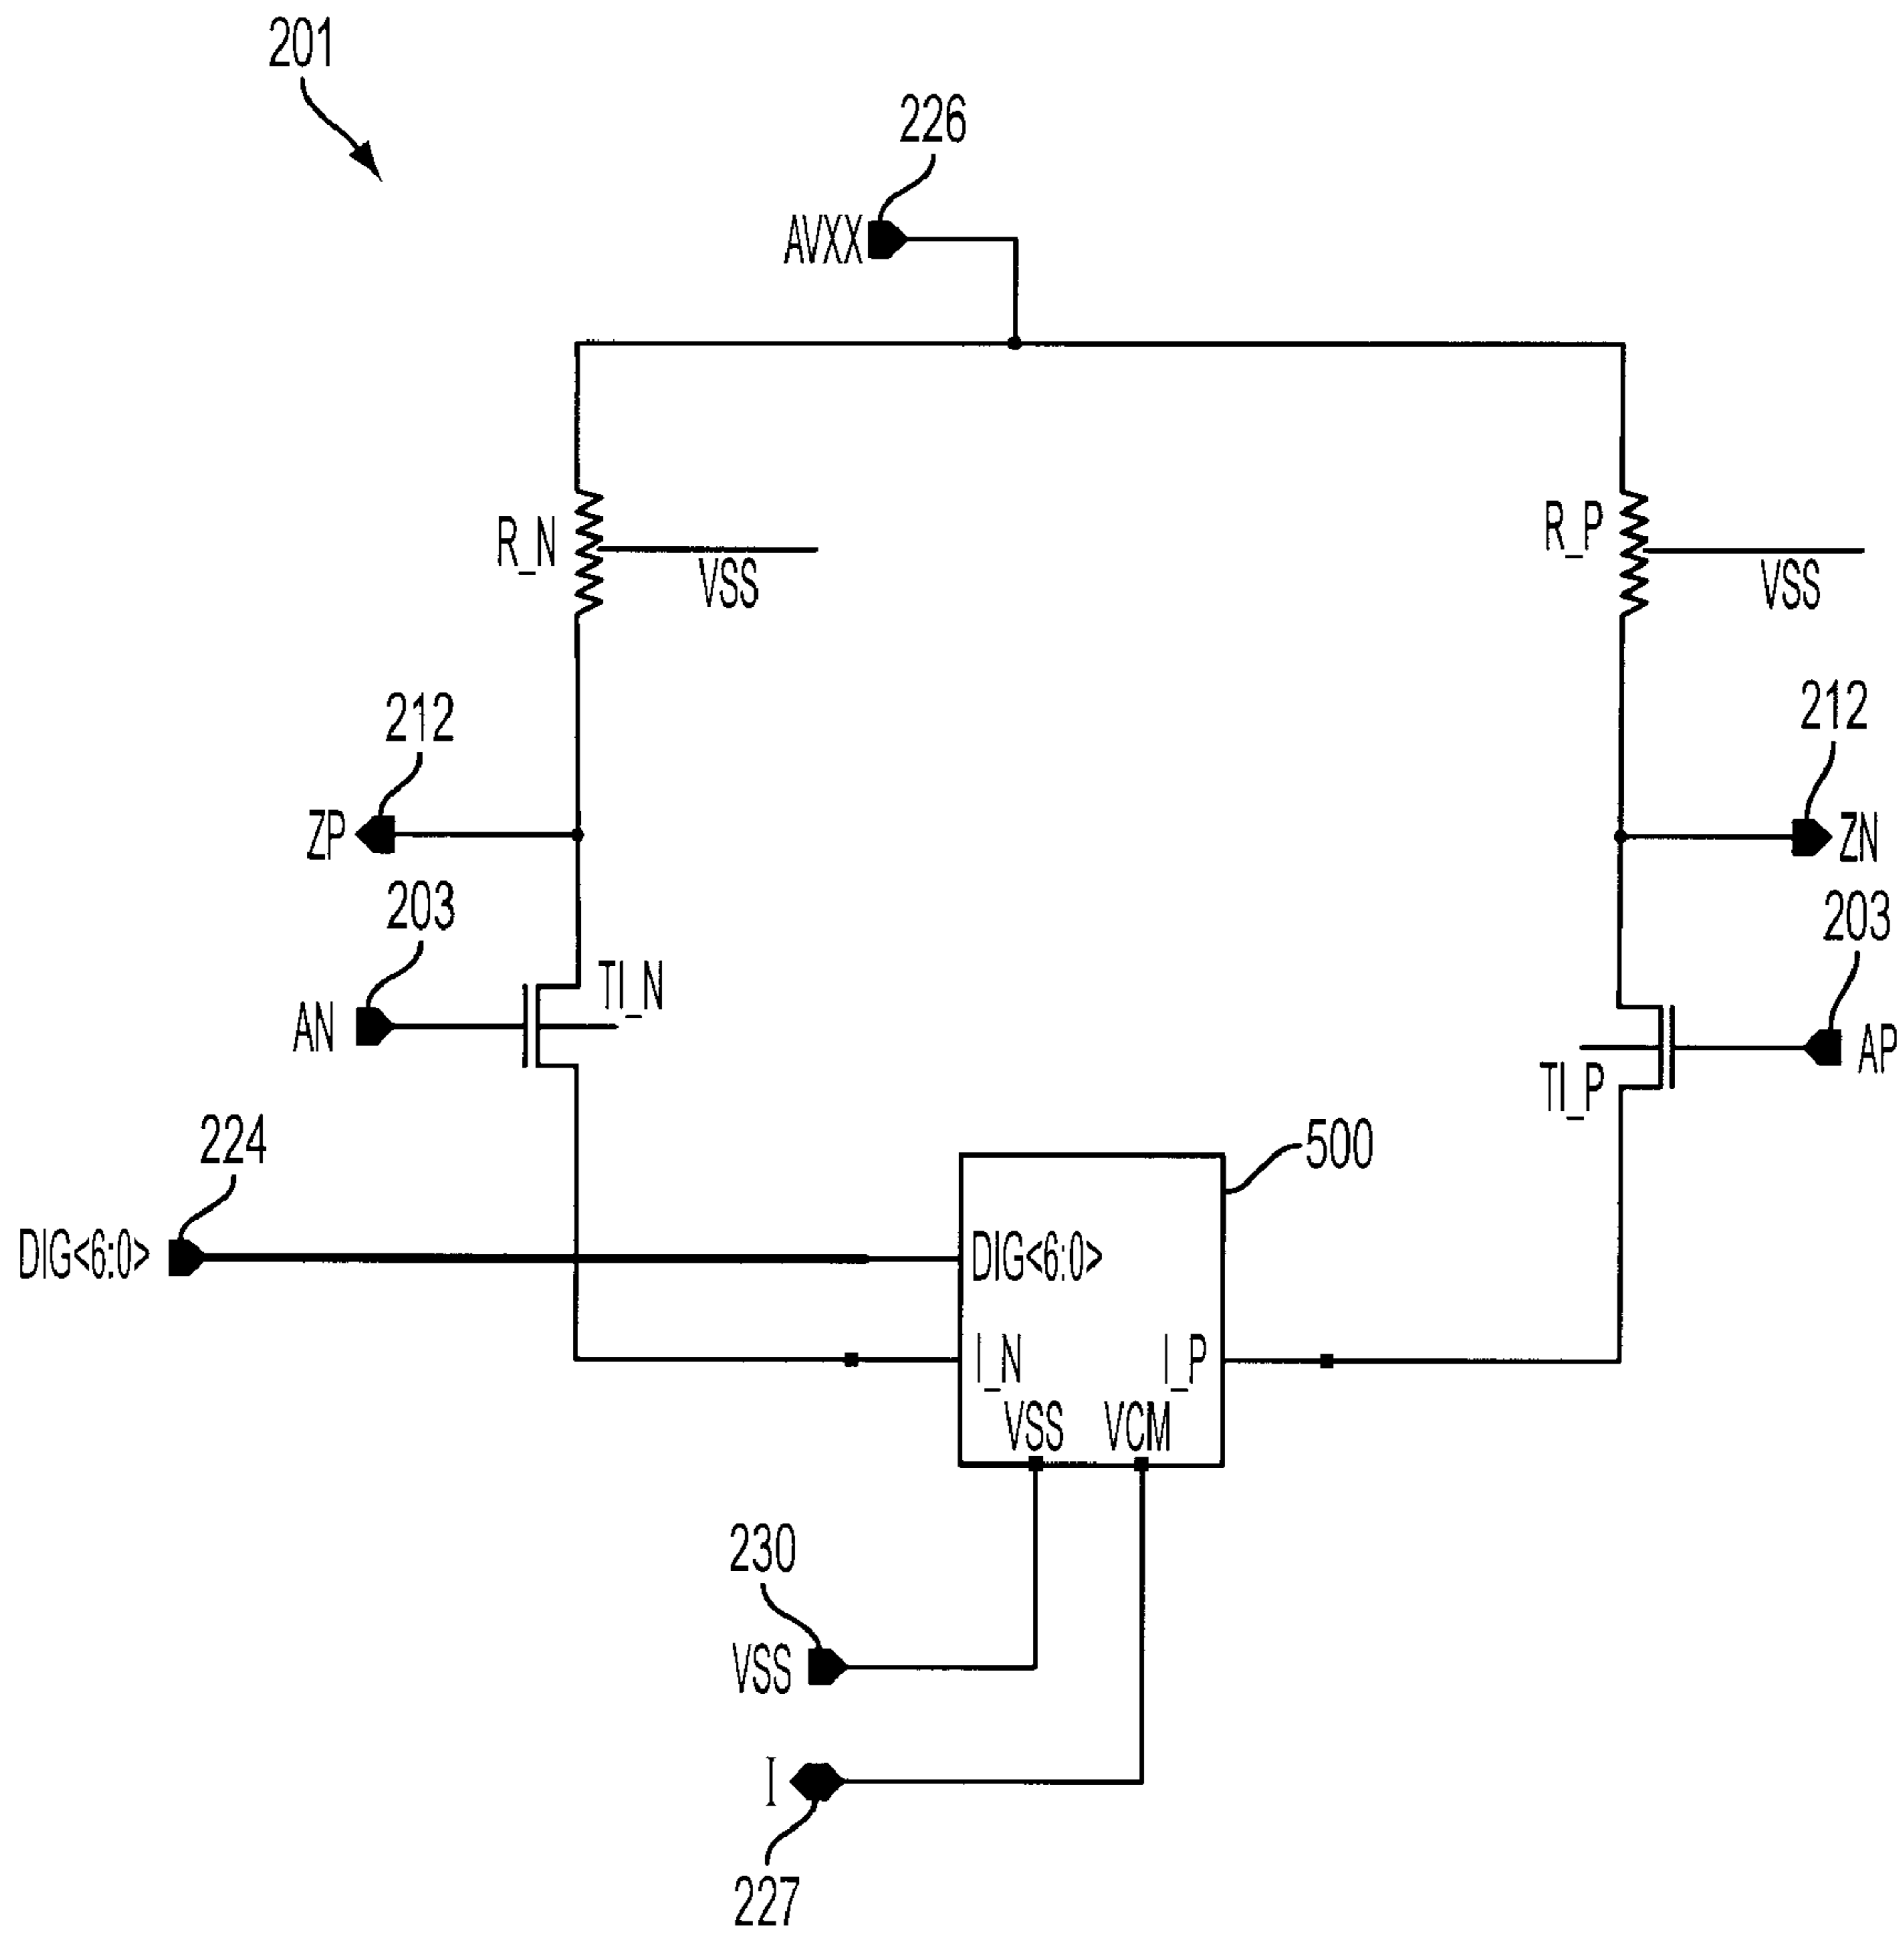 201
226
AVXX
R_N
VSS
R_P
VSS
212
ZP
212
ZN
203
AN
TI_N
203
AP
TI_P
224
DIG<6:0>
500
DIG<6:0>
I_N
I_P
VSS
VCM
230
VSS
I
227